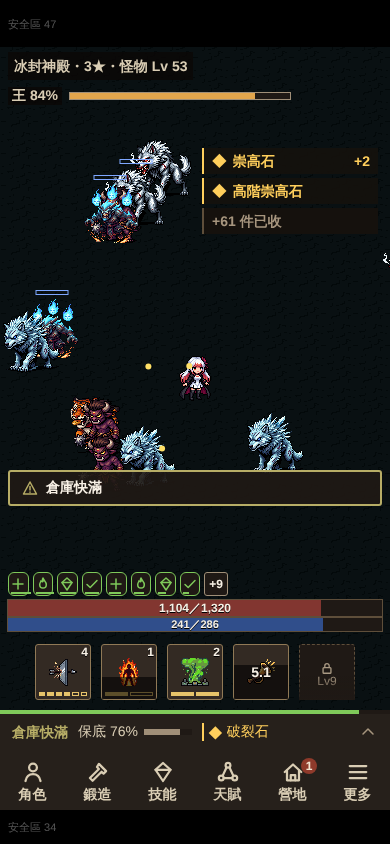 安全區 47
冰封神殿・3★・怪物 Lv 53
王 84%
崇高石 +2
高階崇高石
+61 件已收
倉庫快滿
+9
1,104／1,320
241／286
4 1 2 5.1 Lv9
倉庫快滿 保底 76% 破裂石
1
角色 鍛造 技能 天賦 營地 更多
安全區 34